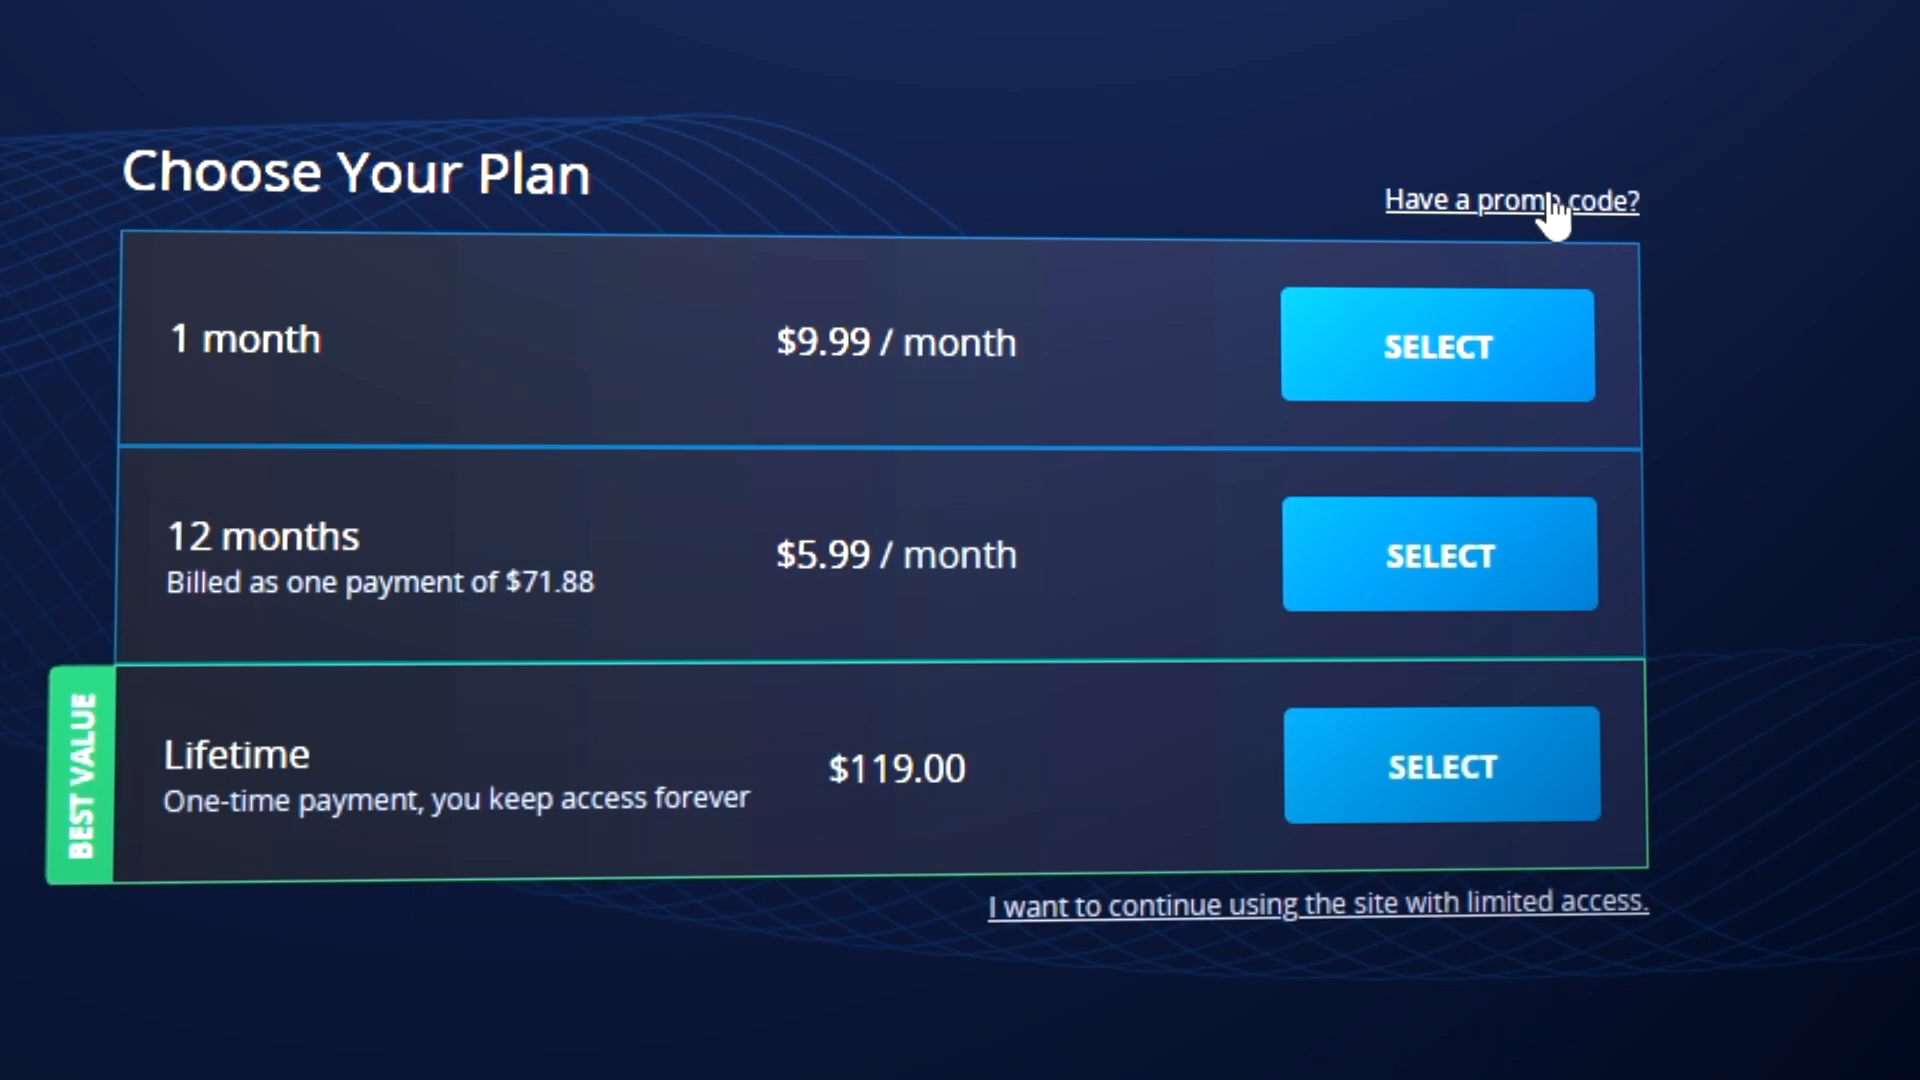 Choose Your Plan
Have a promo code?
1 month
$9.99 / month
SELECT
12 months
Billed as one payment of $71.88
$5.99 / month
SELECT
BEST VALUE
Lifetime
One-time payment, you keep access forever
$119.00
SELECT
I want to continue using the site with limited access.